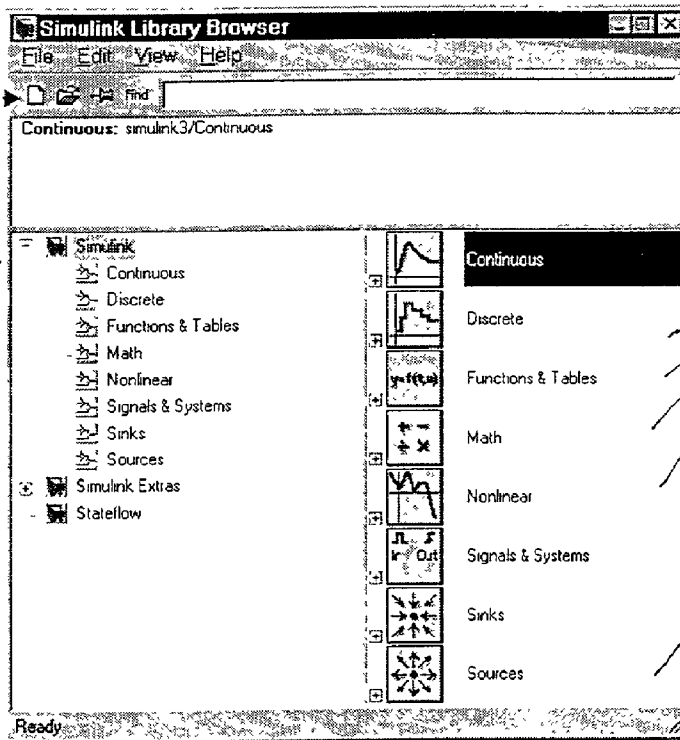 Simulink Library Browser
File Edit View Help
Find
Continuous: simulink3/Continuous
Simulink
Continuous
Discrete
Functions & Tables
Math
Nonlinear
Signals & Systems
Sinks
Sources
Simulink Extras
Stateflow
Continuous
Discrete
y=f(t,u)
Functions & Tables
Math
Nonlinear
In Out
Signals & Systems
Sinks
Sources
Ready